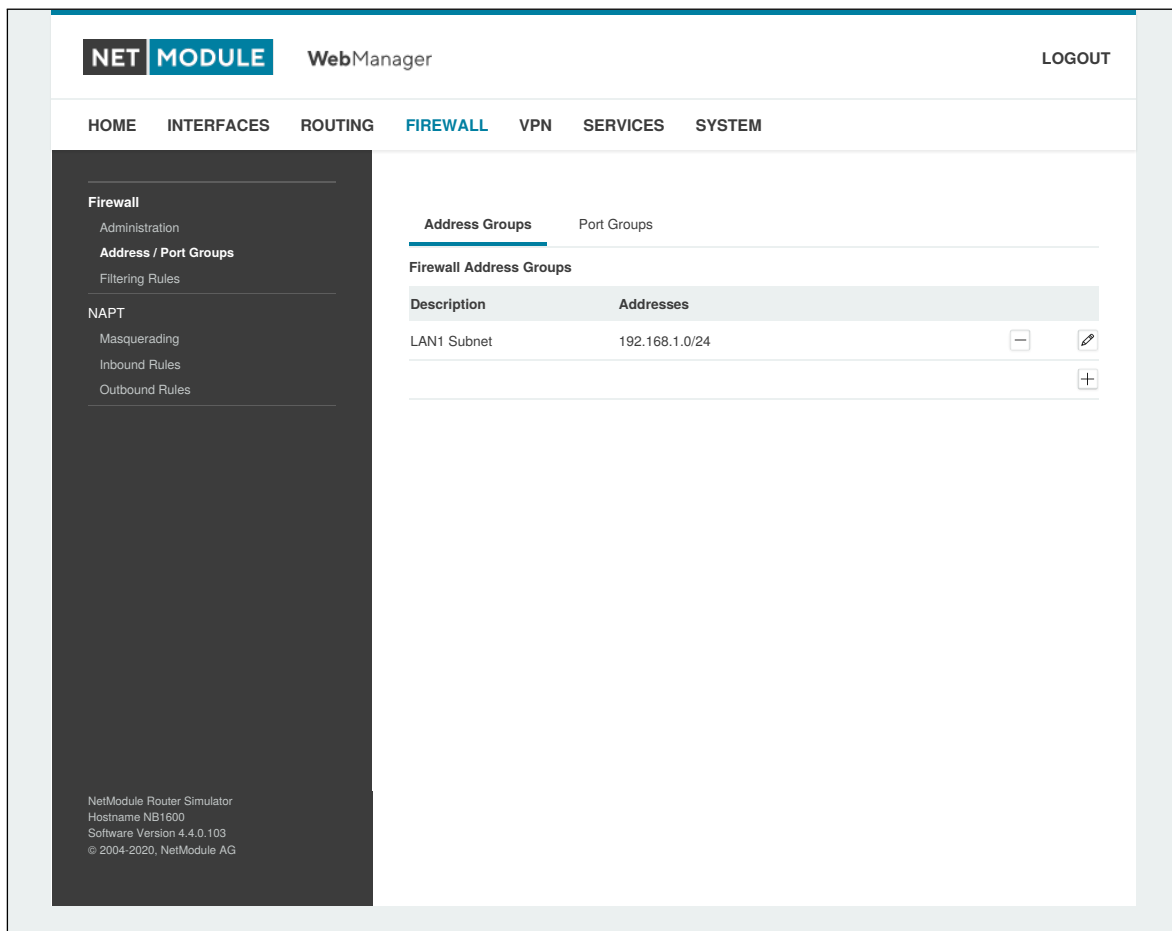 NET MODULE WebManager LOGOUT
HOME INTERFACES ROUTING FIREWALL VPN SERVICES SYSTEM
Firewall
Administration
Address / Port Groups
Filtering Rules
NAPT
Masquerading
Inbound Rules
Outbound Rules
Address Groups Port Groups
Firewall Address Groups
Description Addresses
LAN1 Subnet 192.168.1.0/24
NetModule Router Simulator
Hostname NB1600
Software Version 4.4.0.103
© 2004-2020, NetModule AG